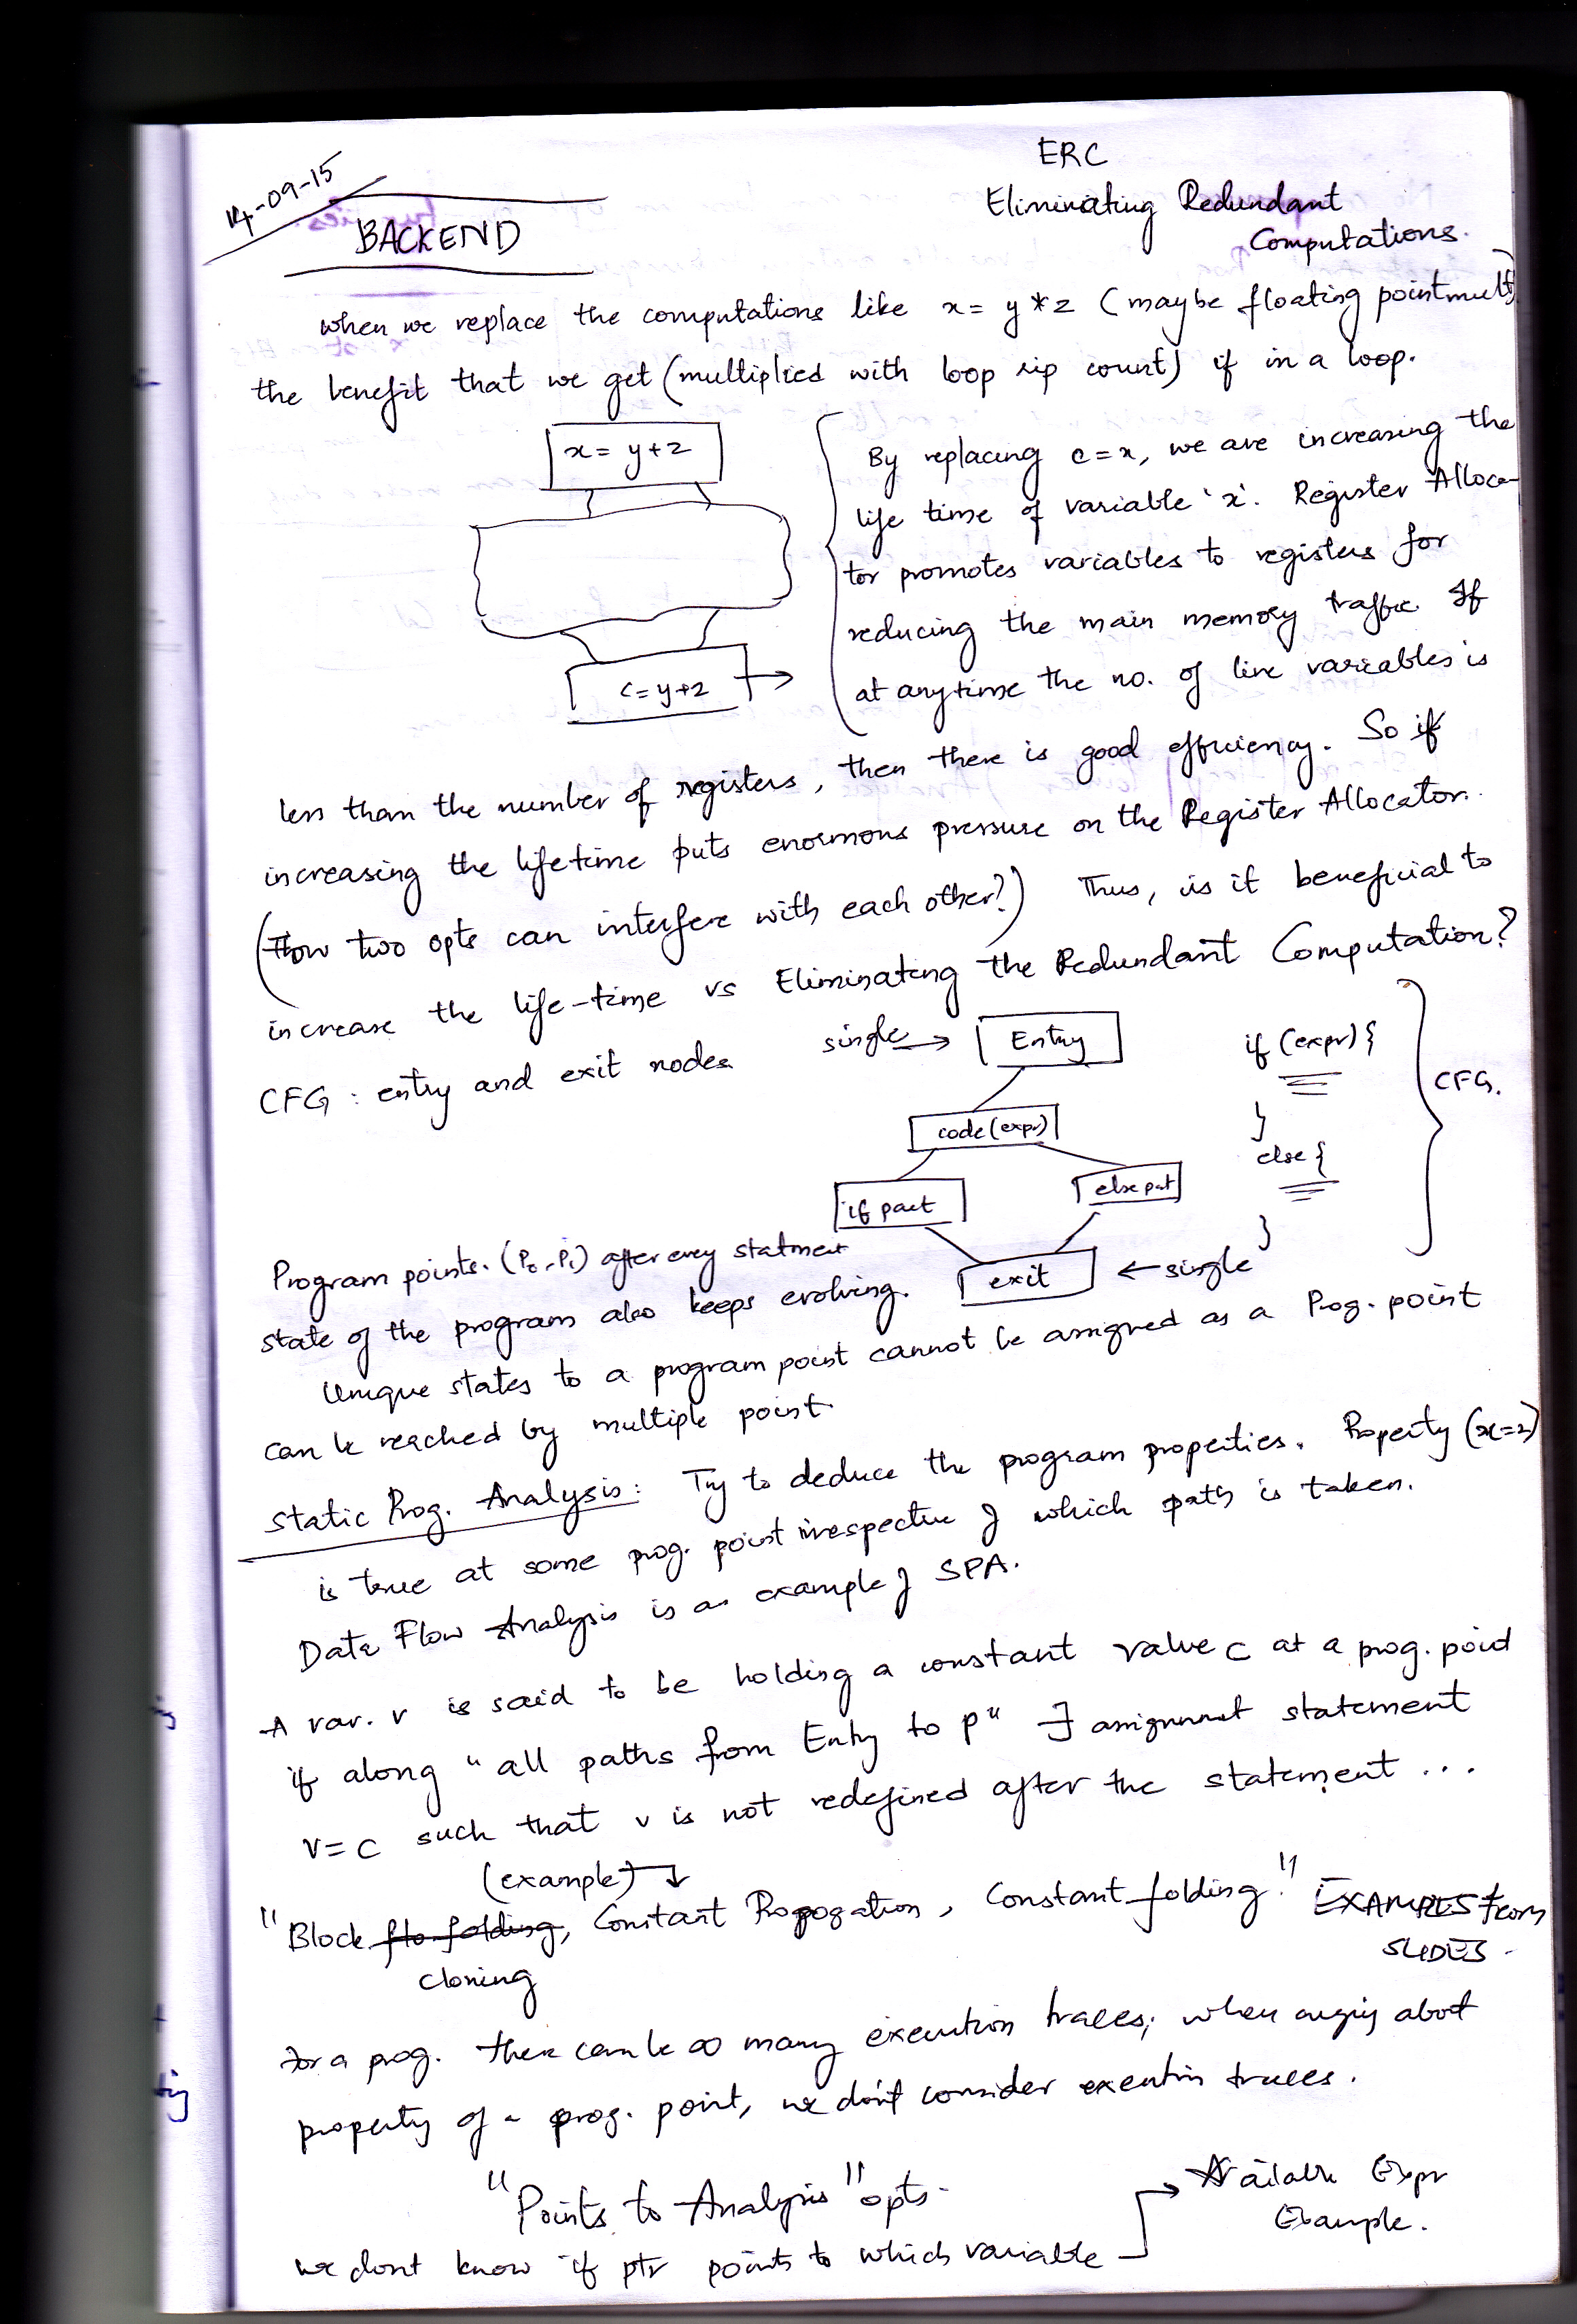 14-09-15
BACKEND
ERC
Eliminating Redundant
Computations.
when we replace the computations like x = y * z (maybe floating point mult)
the benefit that we get (multiplied with loop count) if in a loop.
x = y+z
c = y+z
By replacing c = x, we are increasing the
life time of variable 'x'. Register Alloca-
tor promotes variables to registers for
reducing the main memory traffic. If
at anytime the no. of live variables is
less than the number of registers, then there is good efficiency. So if
increasing the lifetime puts enormous pressure on the Register Allocator.
(How two opts can interfere with each other?) Thus, is it beneficial to
increase the life-time vs Eliminating the Redundant Computation?
CFG : entry and exit nodes
single → Entry
code (expr)
if part
else part
exit ← single
if (expr) {
}
else {
}
CFG.
Program points. (P0, P1) after every statment
state of the program also keeps evolving.
Unique states to a program point cannot be assigned as a Prog. point
can be reached by multiple point.
Static Prog. Analysis: Try to deduce the program properties. Property (x=2)
is true at some prog. point irrespective of which path is taken.
Data Flow Analysis is an example of SPA.
A var. v is said to be holding a constant value c at a prog. point
if along "all paths from Entry to p" ∃ assignment statement
v = c such that v is not redefined after the statement ...
(example) ↓
"Block folding, Constant Propogation, Constant folding." EXAMPLES from
cloning
SLIDES.
For a prog. there can be ∞ many execution traces; when about
property of a prog. point, we don't consider execution traces.
"Points to Analysis" opts.
we dont know if ptr points to which variable → Available Expr
Example.